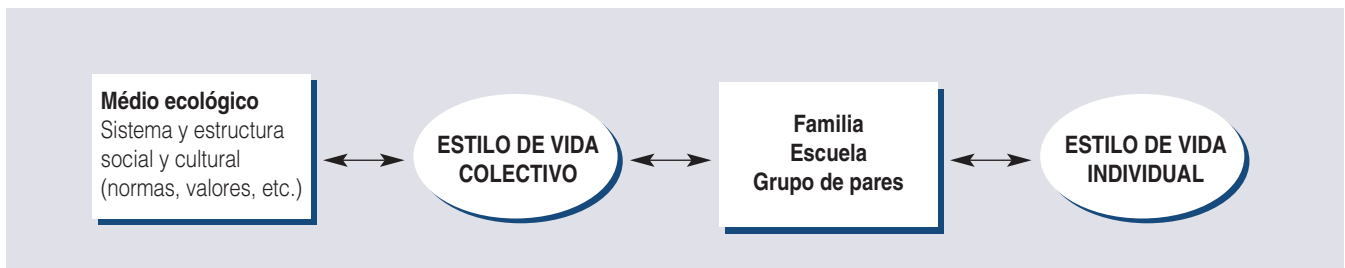 Médio ecológico
Sistema y estructura
social y cultural
(normas, valores, etc.)
ESTILO DE VIDA
COLECTIVO
Familia
Escuela
Grupo de pares
ESTILO DE VIDA
INDIVIDUAL